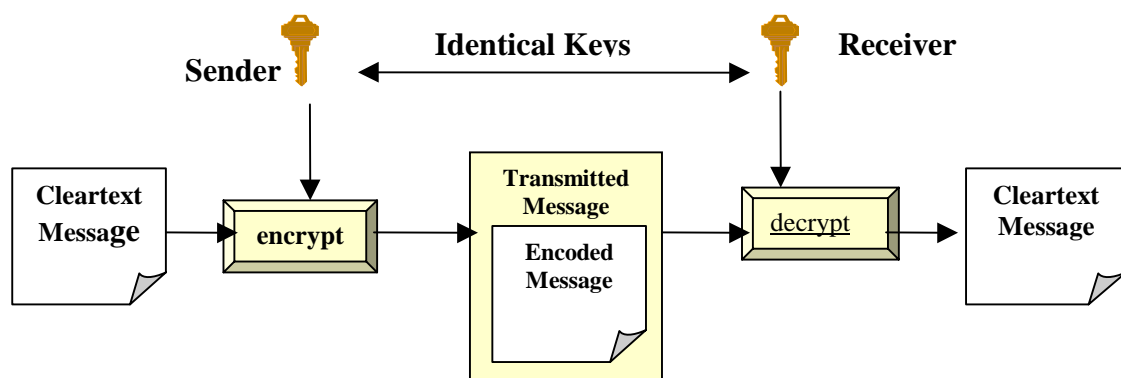 Identical Keys
Receiver
Sender
Cleartext
Message
encrypt
Transmitted
Message
Encoded
Message
decrypt
Cleartext
Message